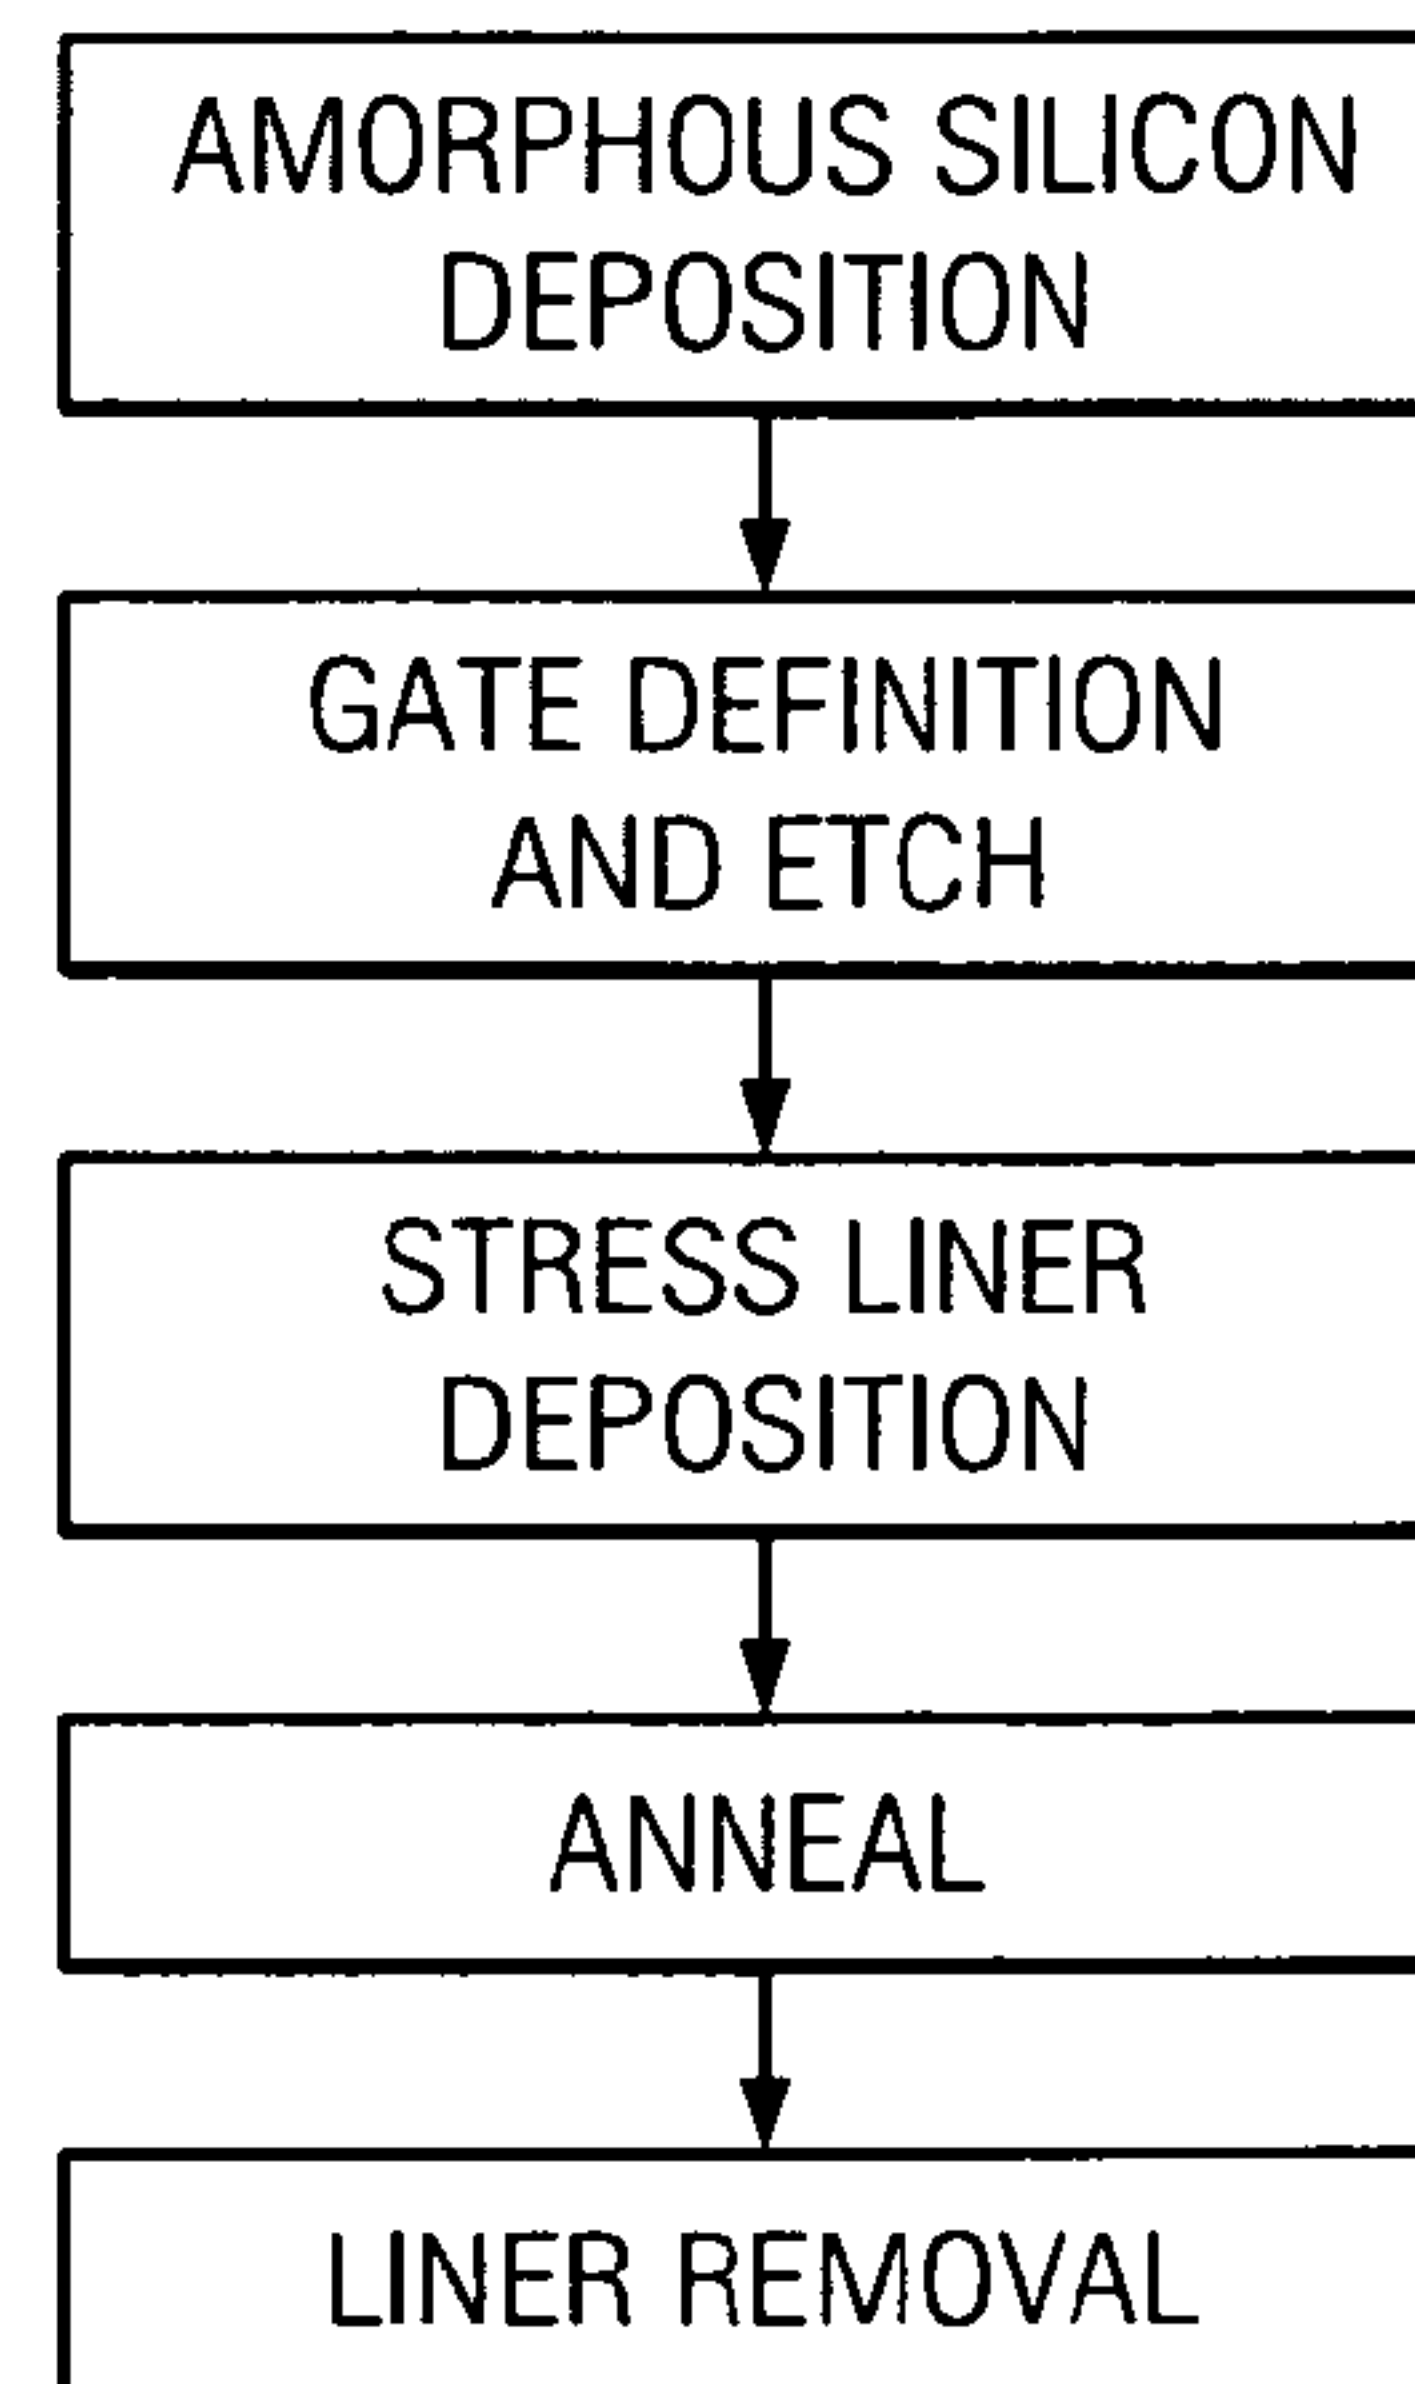 AMORPHOUS SILICON
DEPOSITION
GATE DEFINITION
AND ETCH
STRESS LINER
DEPOSITION
ANNEAL
LINER REMOVAL